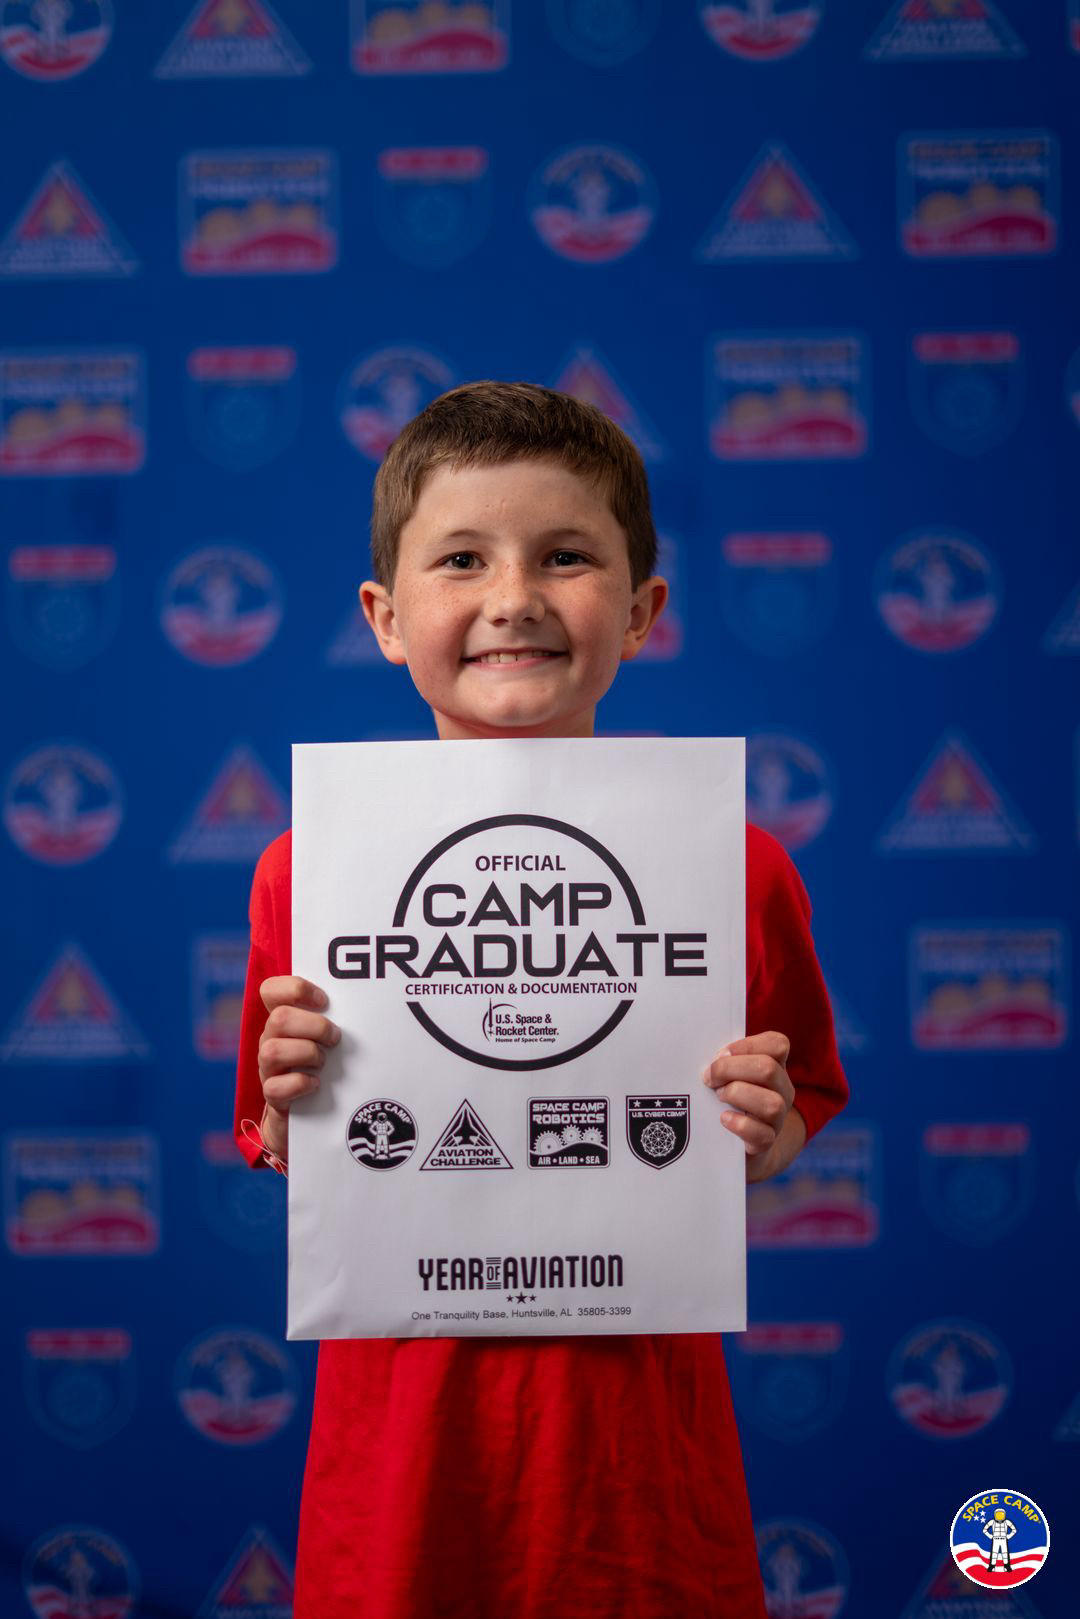 OFFICIAL
CAMP
GRADUATE
CERTIFICATION & DOCUMENTATION
U.S. Space &
Rocket Center.
Home of Space Camp
SPACE CAMP
AVIATION
CHALLENGE
SPACE CAMP
ROBOTICS
AIR • LAND • SEA
U.S. CYBER CAMP
YEAR OF AVIATION
One Tranquility Base, Huntsville, AL 35805-3399
SPACE CAMP